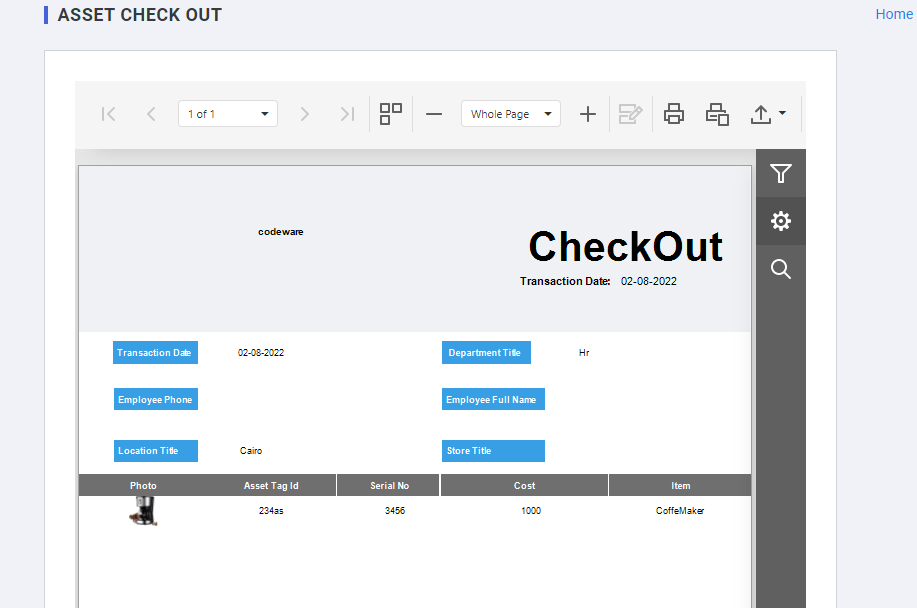 ASSET CHECK OUT
Home
1 of 1
Whole Page
codeware
CheckOut
Transaction Date: 02-08-2022
Transaction Date 02-08-2022 Department Title Hr
Employee Phone Employee Full Name
Location Title Cairo Store Title
Photo Asset Tag Id Serial No Cost Item
234as 3456 1000 CoffeMaker